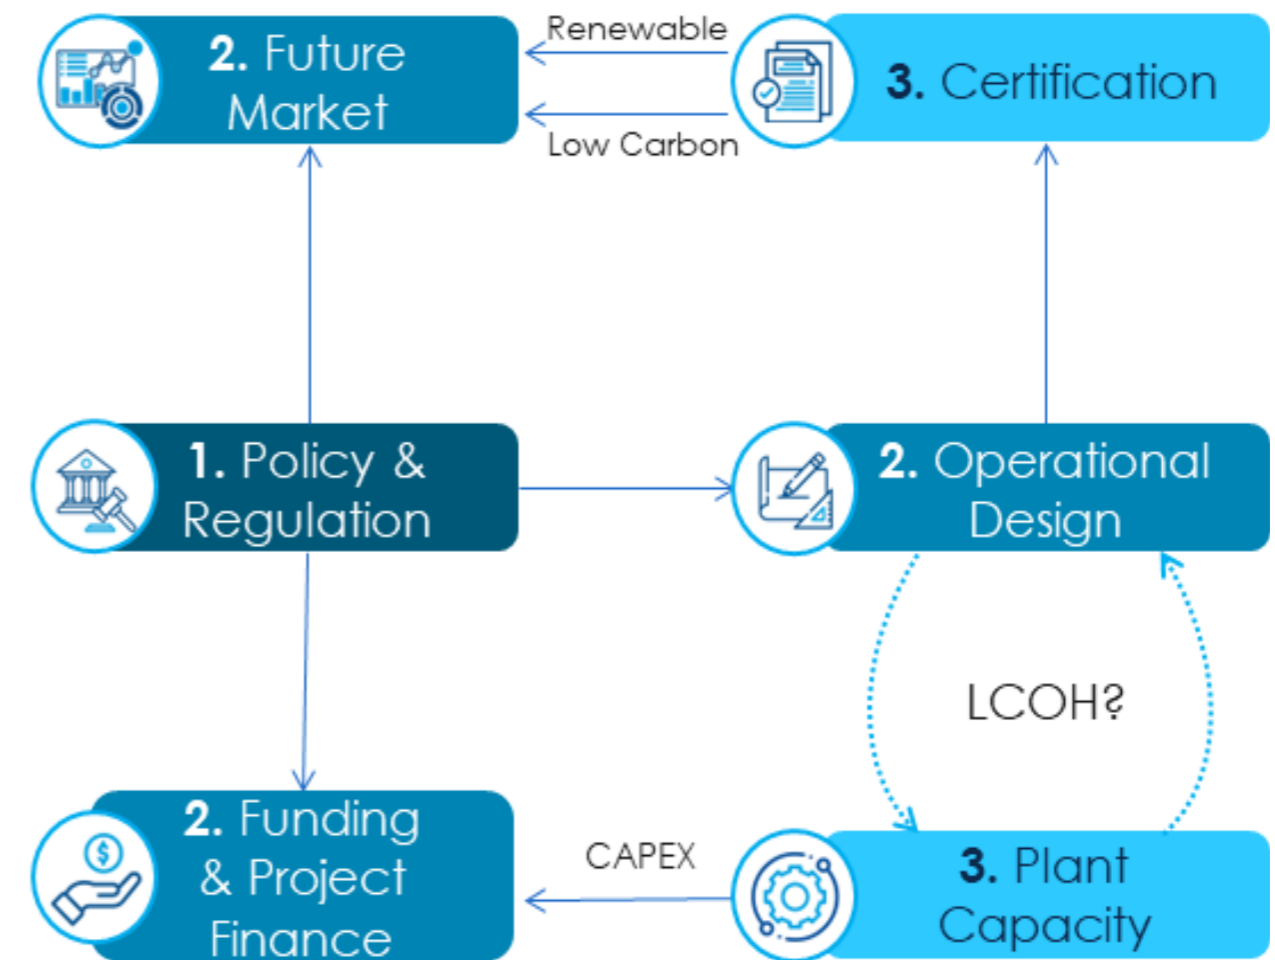 2. Future
Market
Renewable
Low Carbon
3. Certification
1. Policy &
Regulation
2. Operational
Design
LCOH?
2. Funding
& Project
Finance
CAPEX
3. Plant
Capacity
$